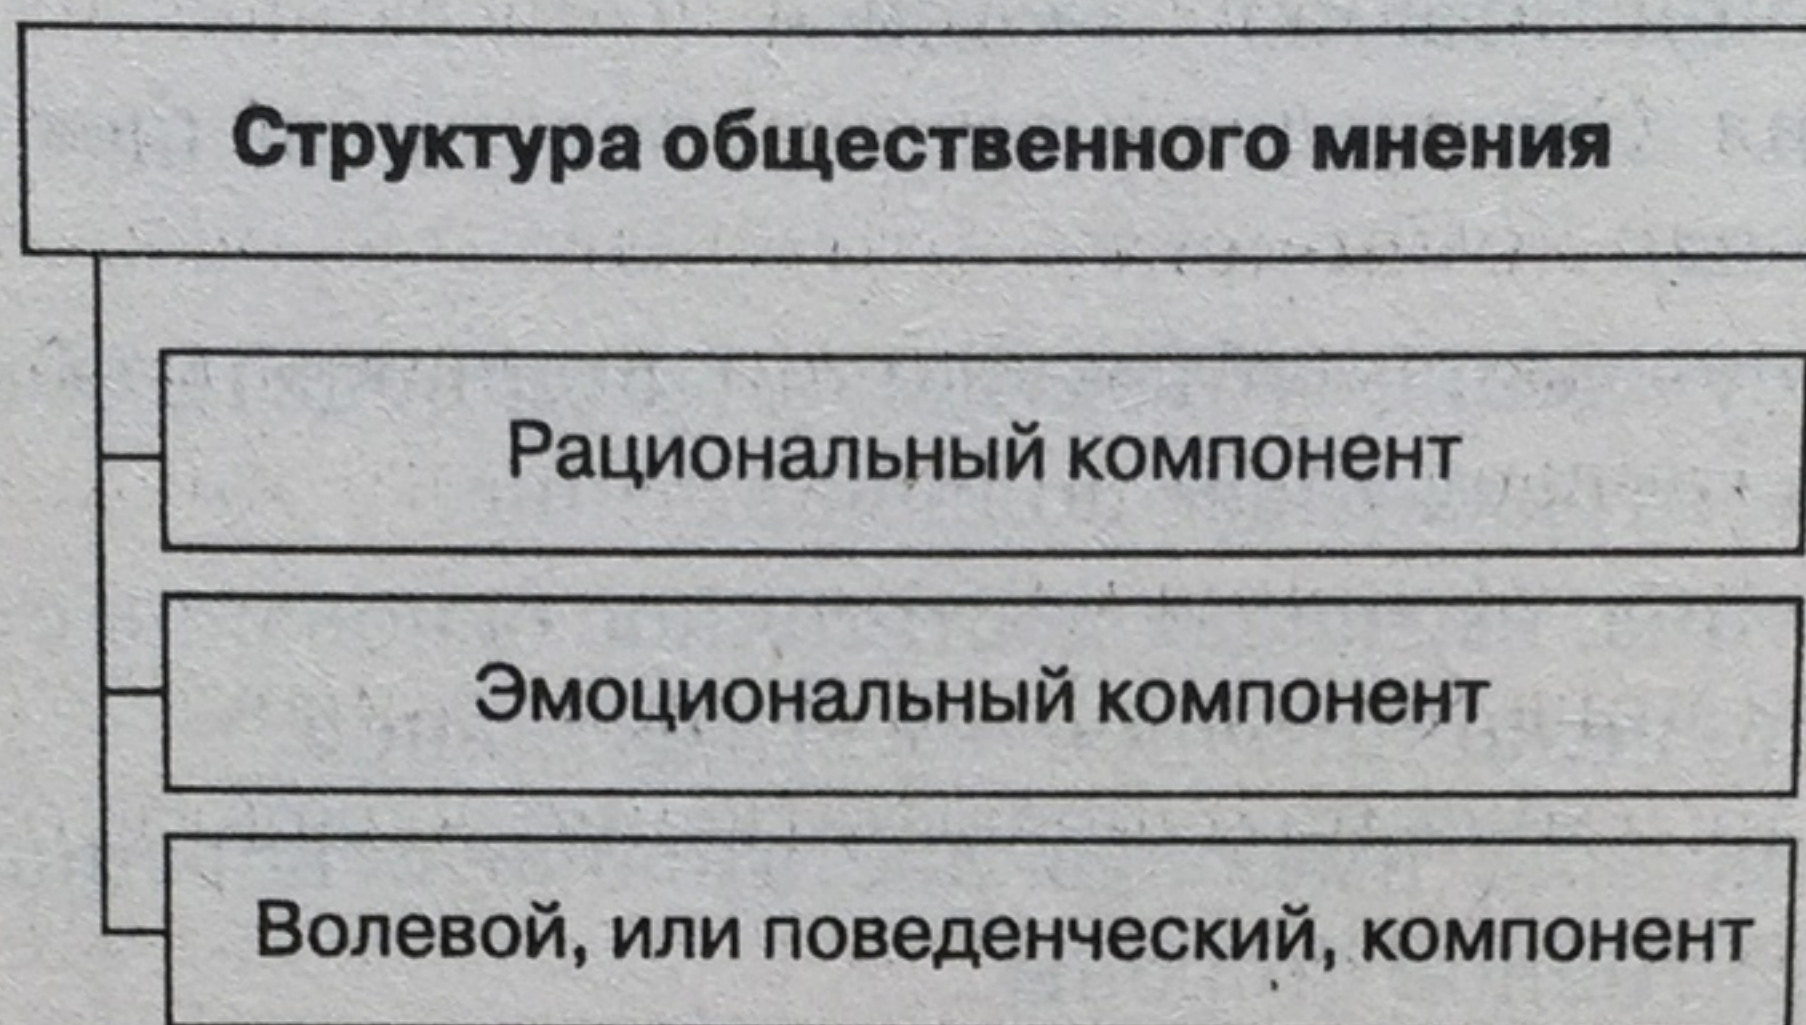 Структура общественного мнения
Рациональный компонент
Эмоциональный компонент
Волевой, или поведенческий, компонент